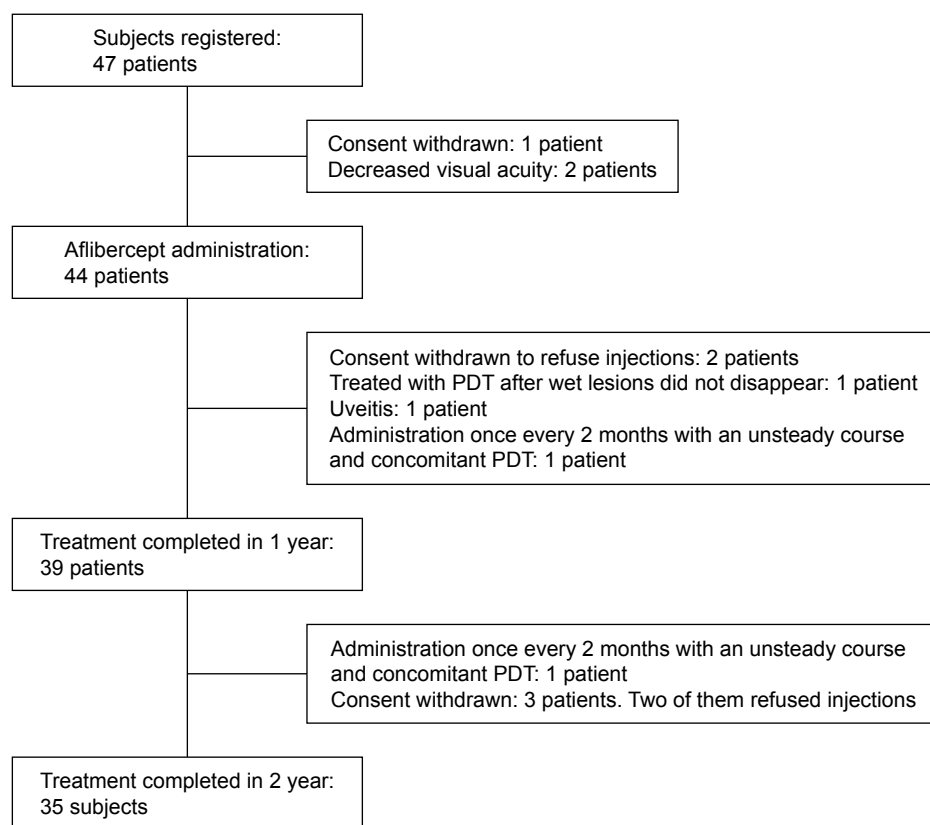 Subjects registered:
47 patients
Consent withdrawn: 1 patient
Decreased visual acuity: 2 patients
Aflibercept administration:
44 patients
Consent withdrawn to refuse injections: 2 patients
Treated with PDT after wet lesions did not disappear: 1 patient
Uveitis: 1 patient
Administration once every 2 months with an unsteady course
and concomitant PDT: 1 patient
Treatment completed in 1 year:
39 patients
Administration once every 2 months with an unsteady course
and concomitant PDT: 1 patient
Consent withdrawn: 3 patients. Two of them refused injections
Treatment completed in 2 year:
35 subjects